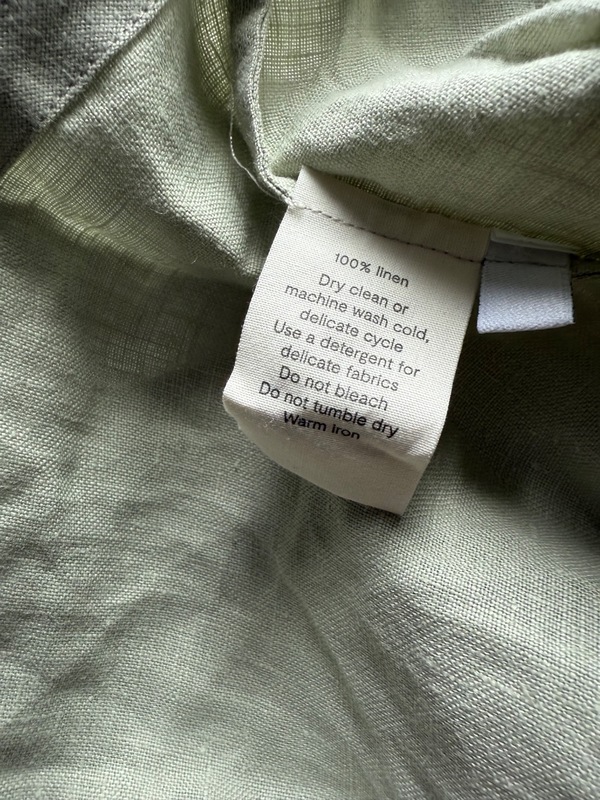 100% linen
Dry clean or
machine wash cold,
delicate cycle
Use a detergent for
delicate fabrics
Do not bleach
Do not tumble dry
Warm Iron